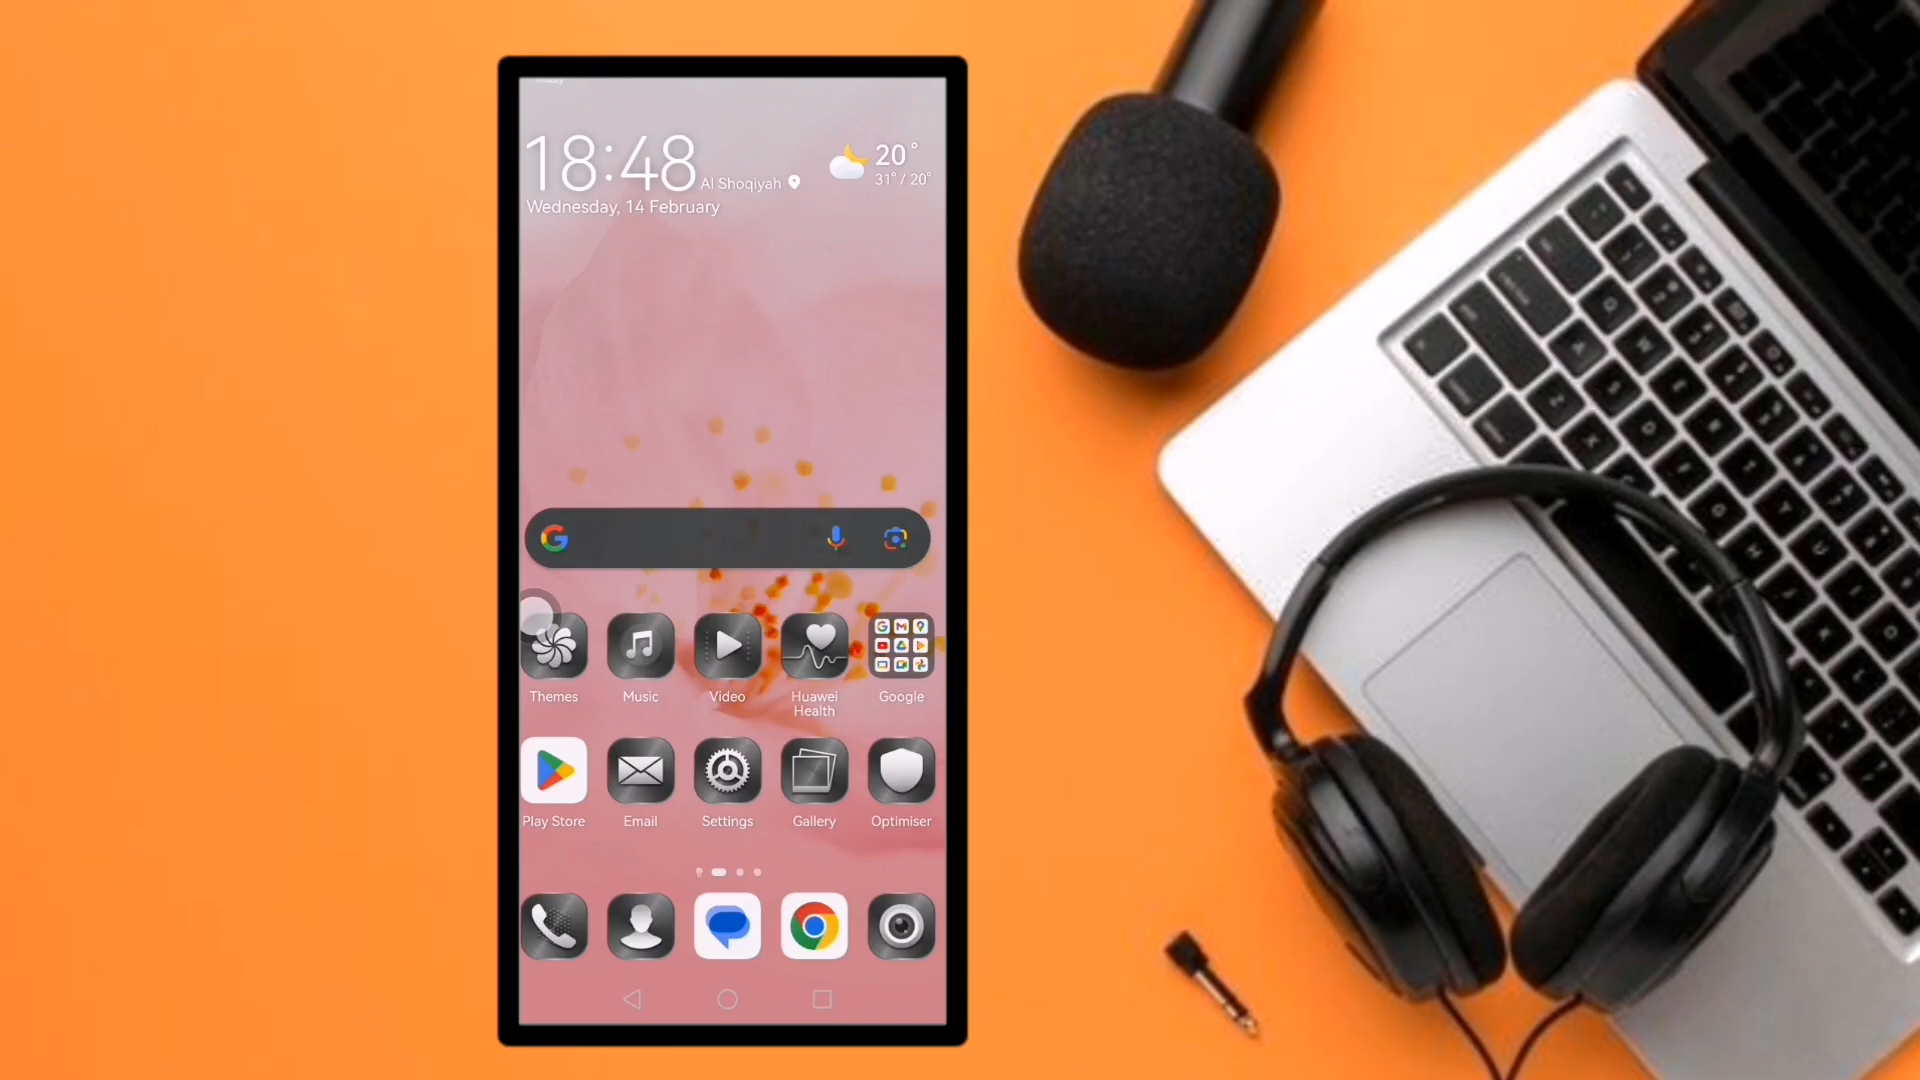 18:48
Al Shoqiyah
20°
31° / 20°
Wednesday, 14 February
Themes
Music
Video
Huawei
Health
Google
Play Store
Email
Settings
Gallery
Optimiser